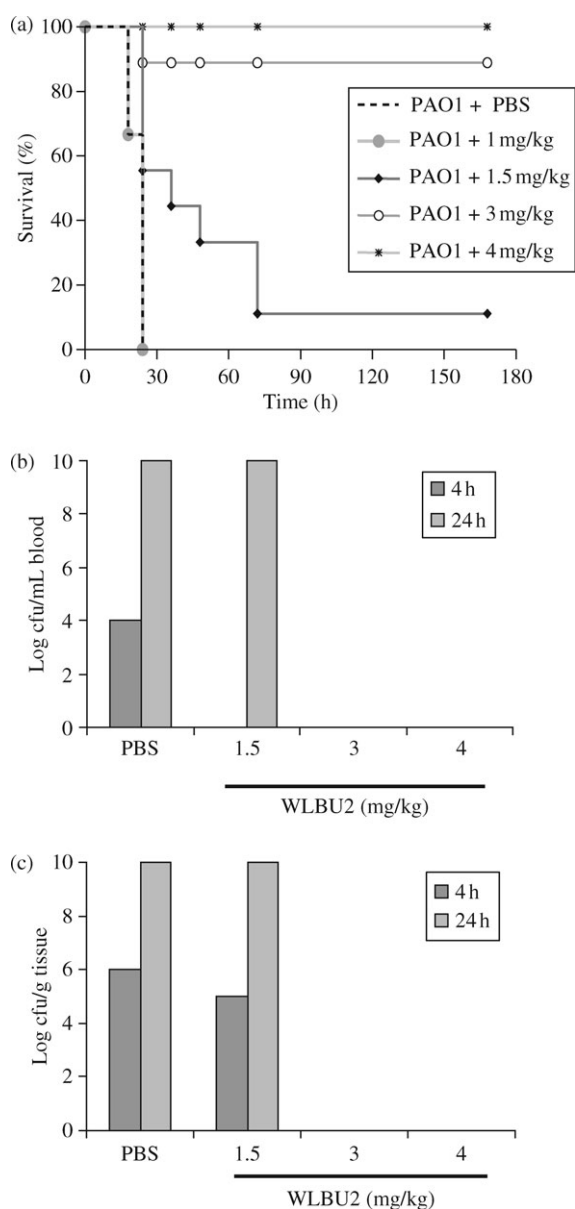 (a)
100
80
60
40
20
0
Survival (%)
0 30 60 90 120 150 180
Time (h)
PAO1 + PBS
PAO1 + 1 mg/kg
PAO1 + 1.5 mg/kg
PAO1 + 3 mg/kg
PAO1 + 4 mg/kg
(b)
10
8
6
4
2
0
Log cfu/mL blood
4 h
24 h
PBS 1.5 3 4
WLBU2 (mg/kg)
(c)
10
8
6
4
2
0
Log cfu/g tissue
4 h
24 h
PBS 1.5 3 4
WLBU2 (mg/kg)